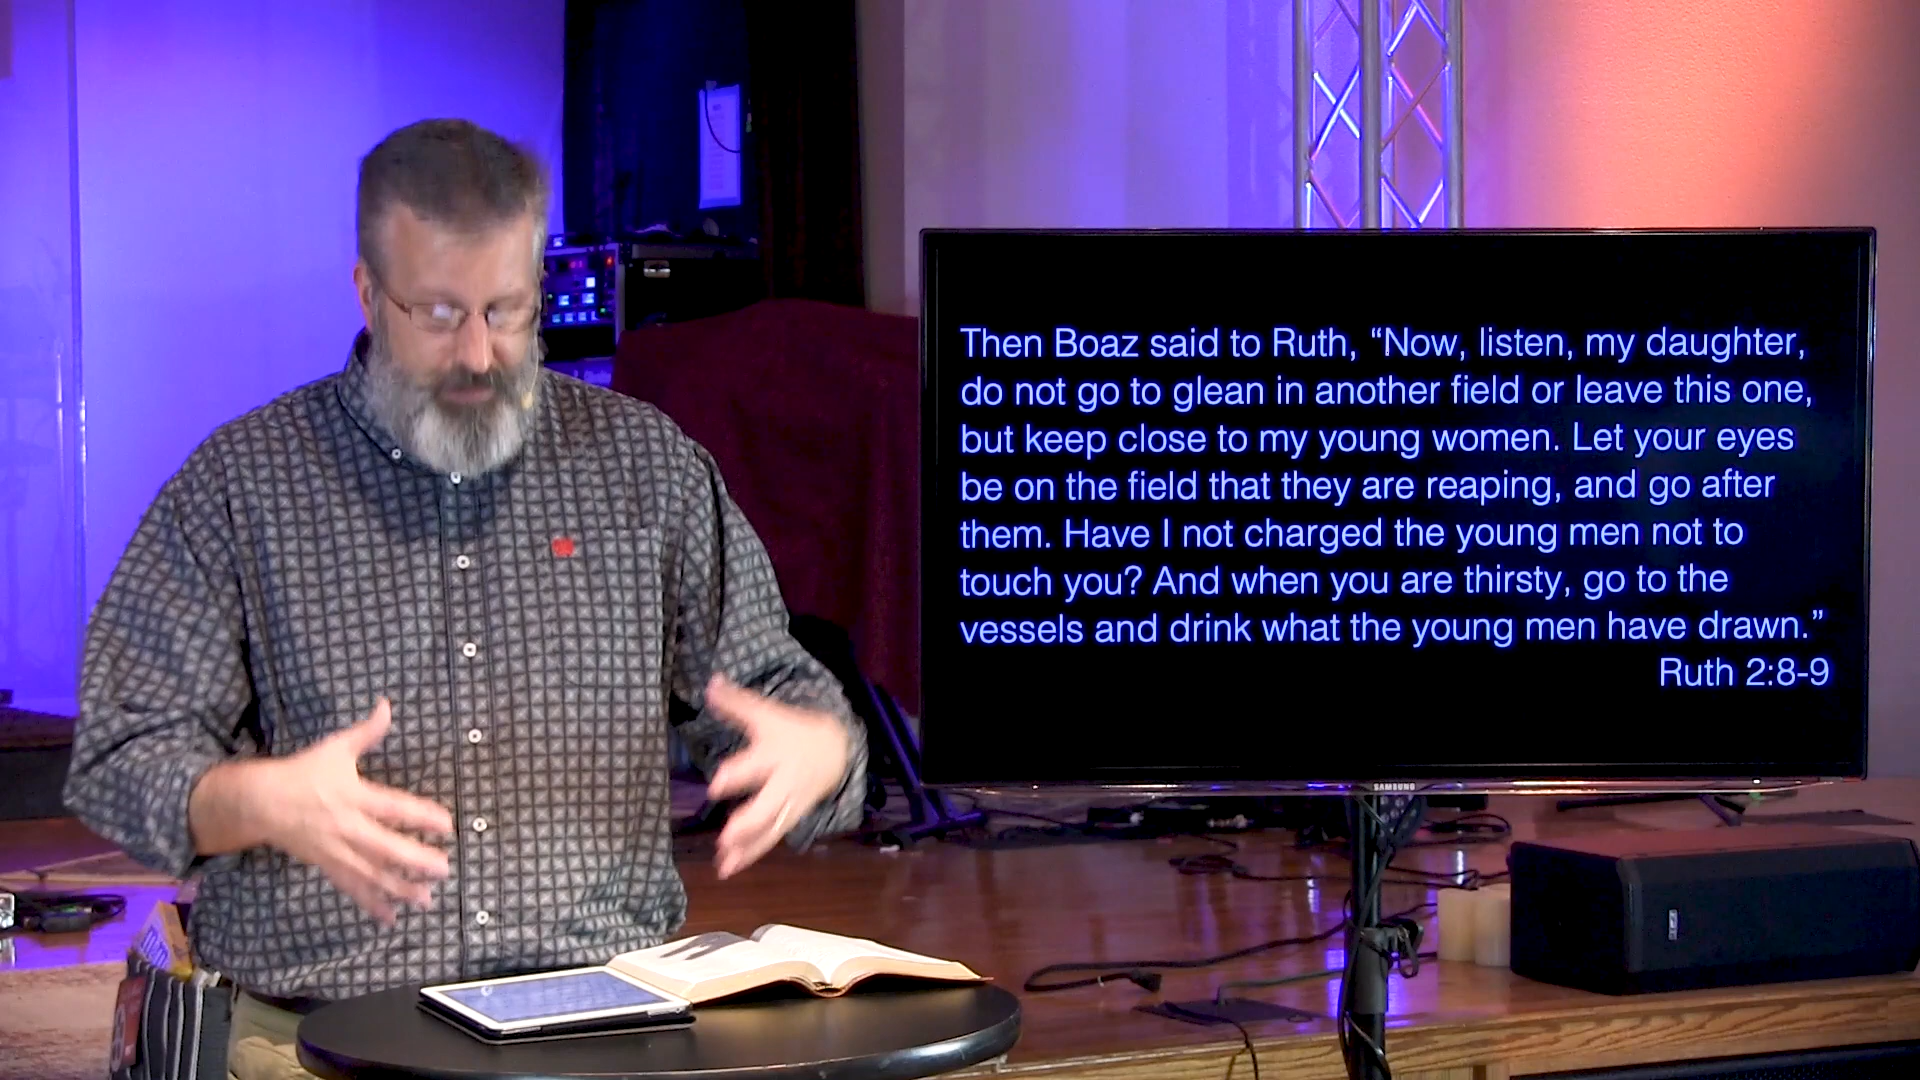 Then Boaz said to Ruth, “Now, listen, my daughter,
do not go to glean in another field or leave this one,
but keep close to my young women. Let your eyes
be on the field that they are reaping, and go after
them. Have I not charged the young men not to
touch you? And when you are thirsty, go to the
vessels and drink what the young men have drawn.”
Ruth 2:8-9
SAMSUNG